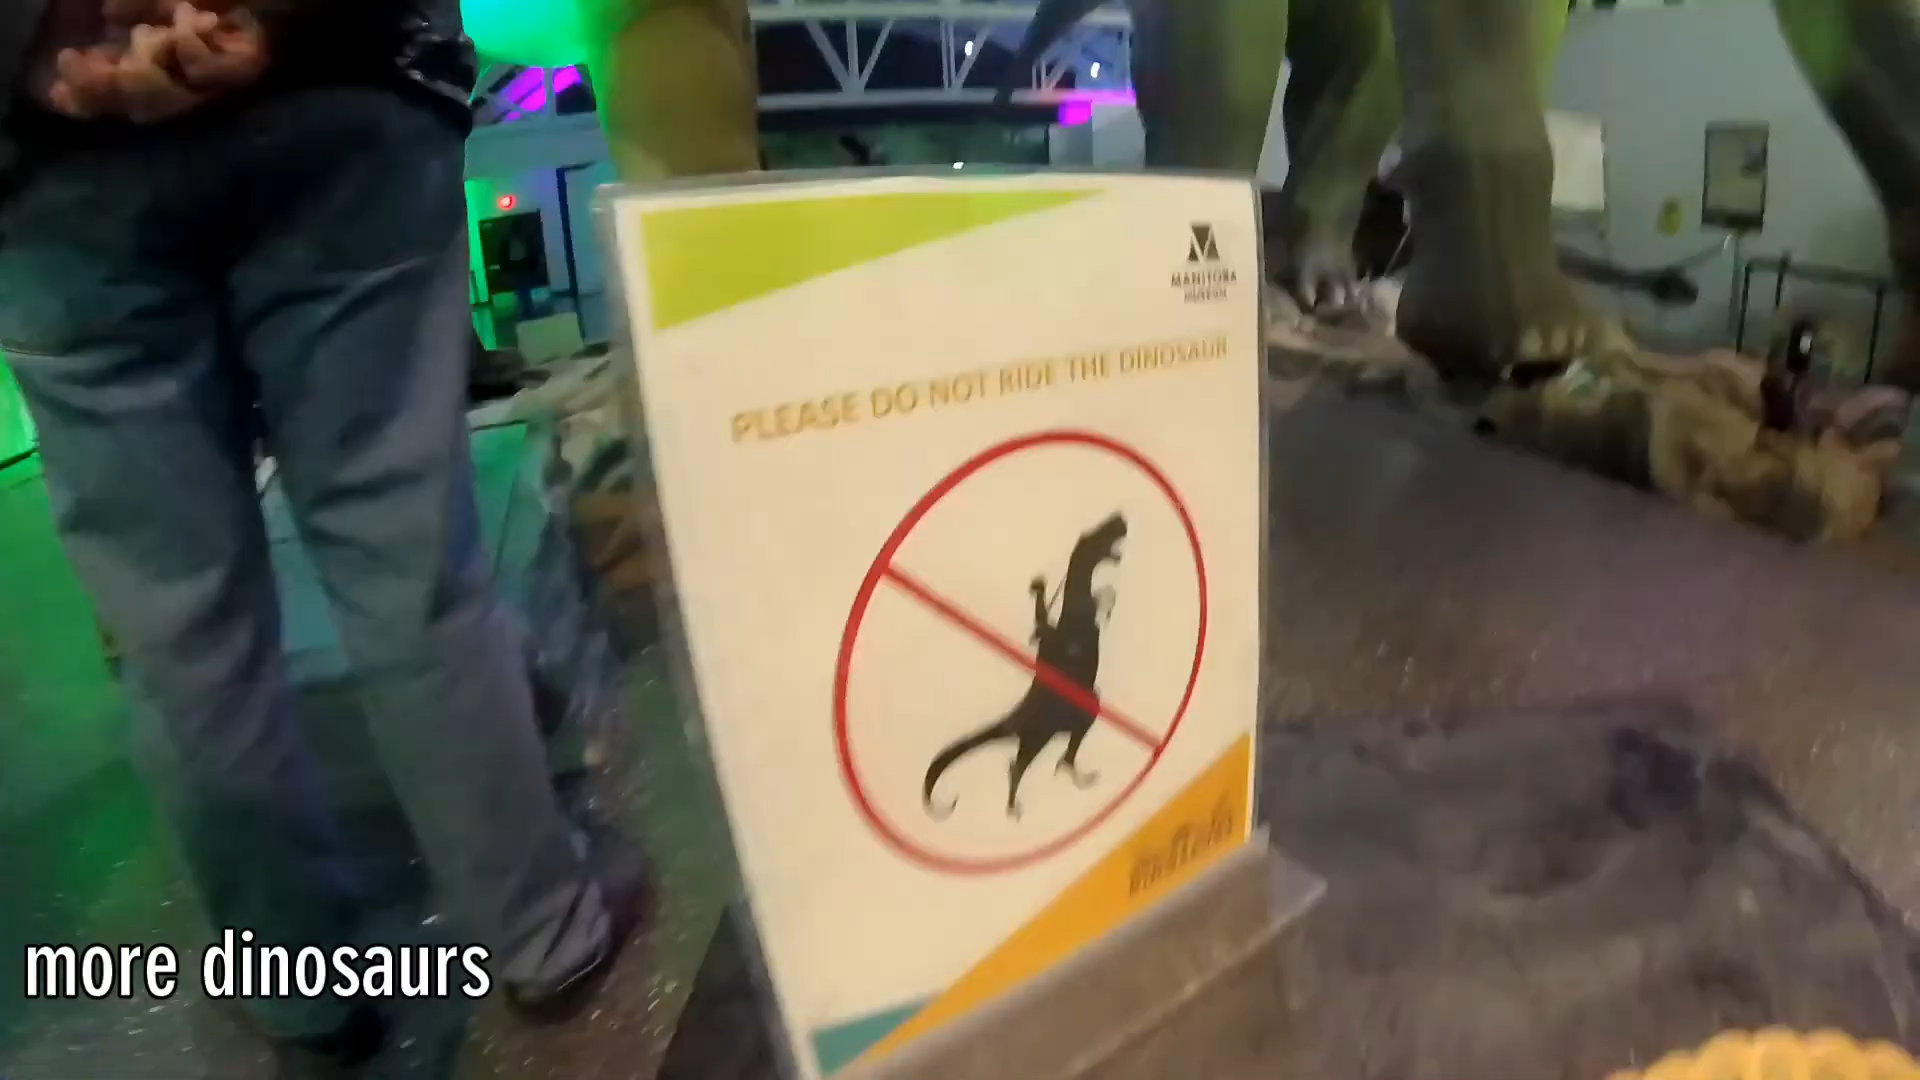 MANITOBA
MUSEUM
PLEASE DO NOT RIDE THE DINOSAUR
more dinosaurs